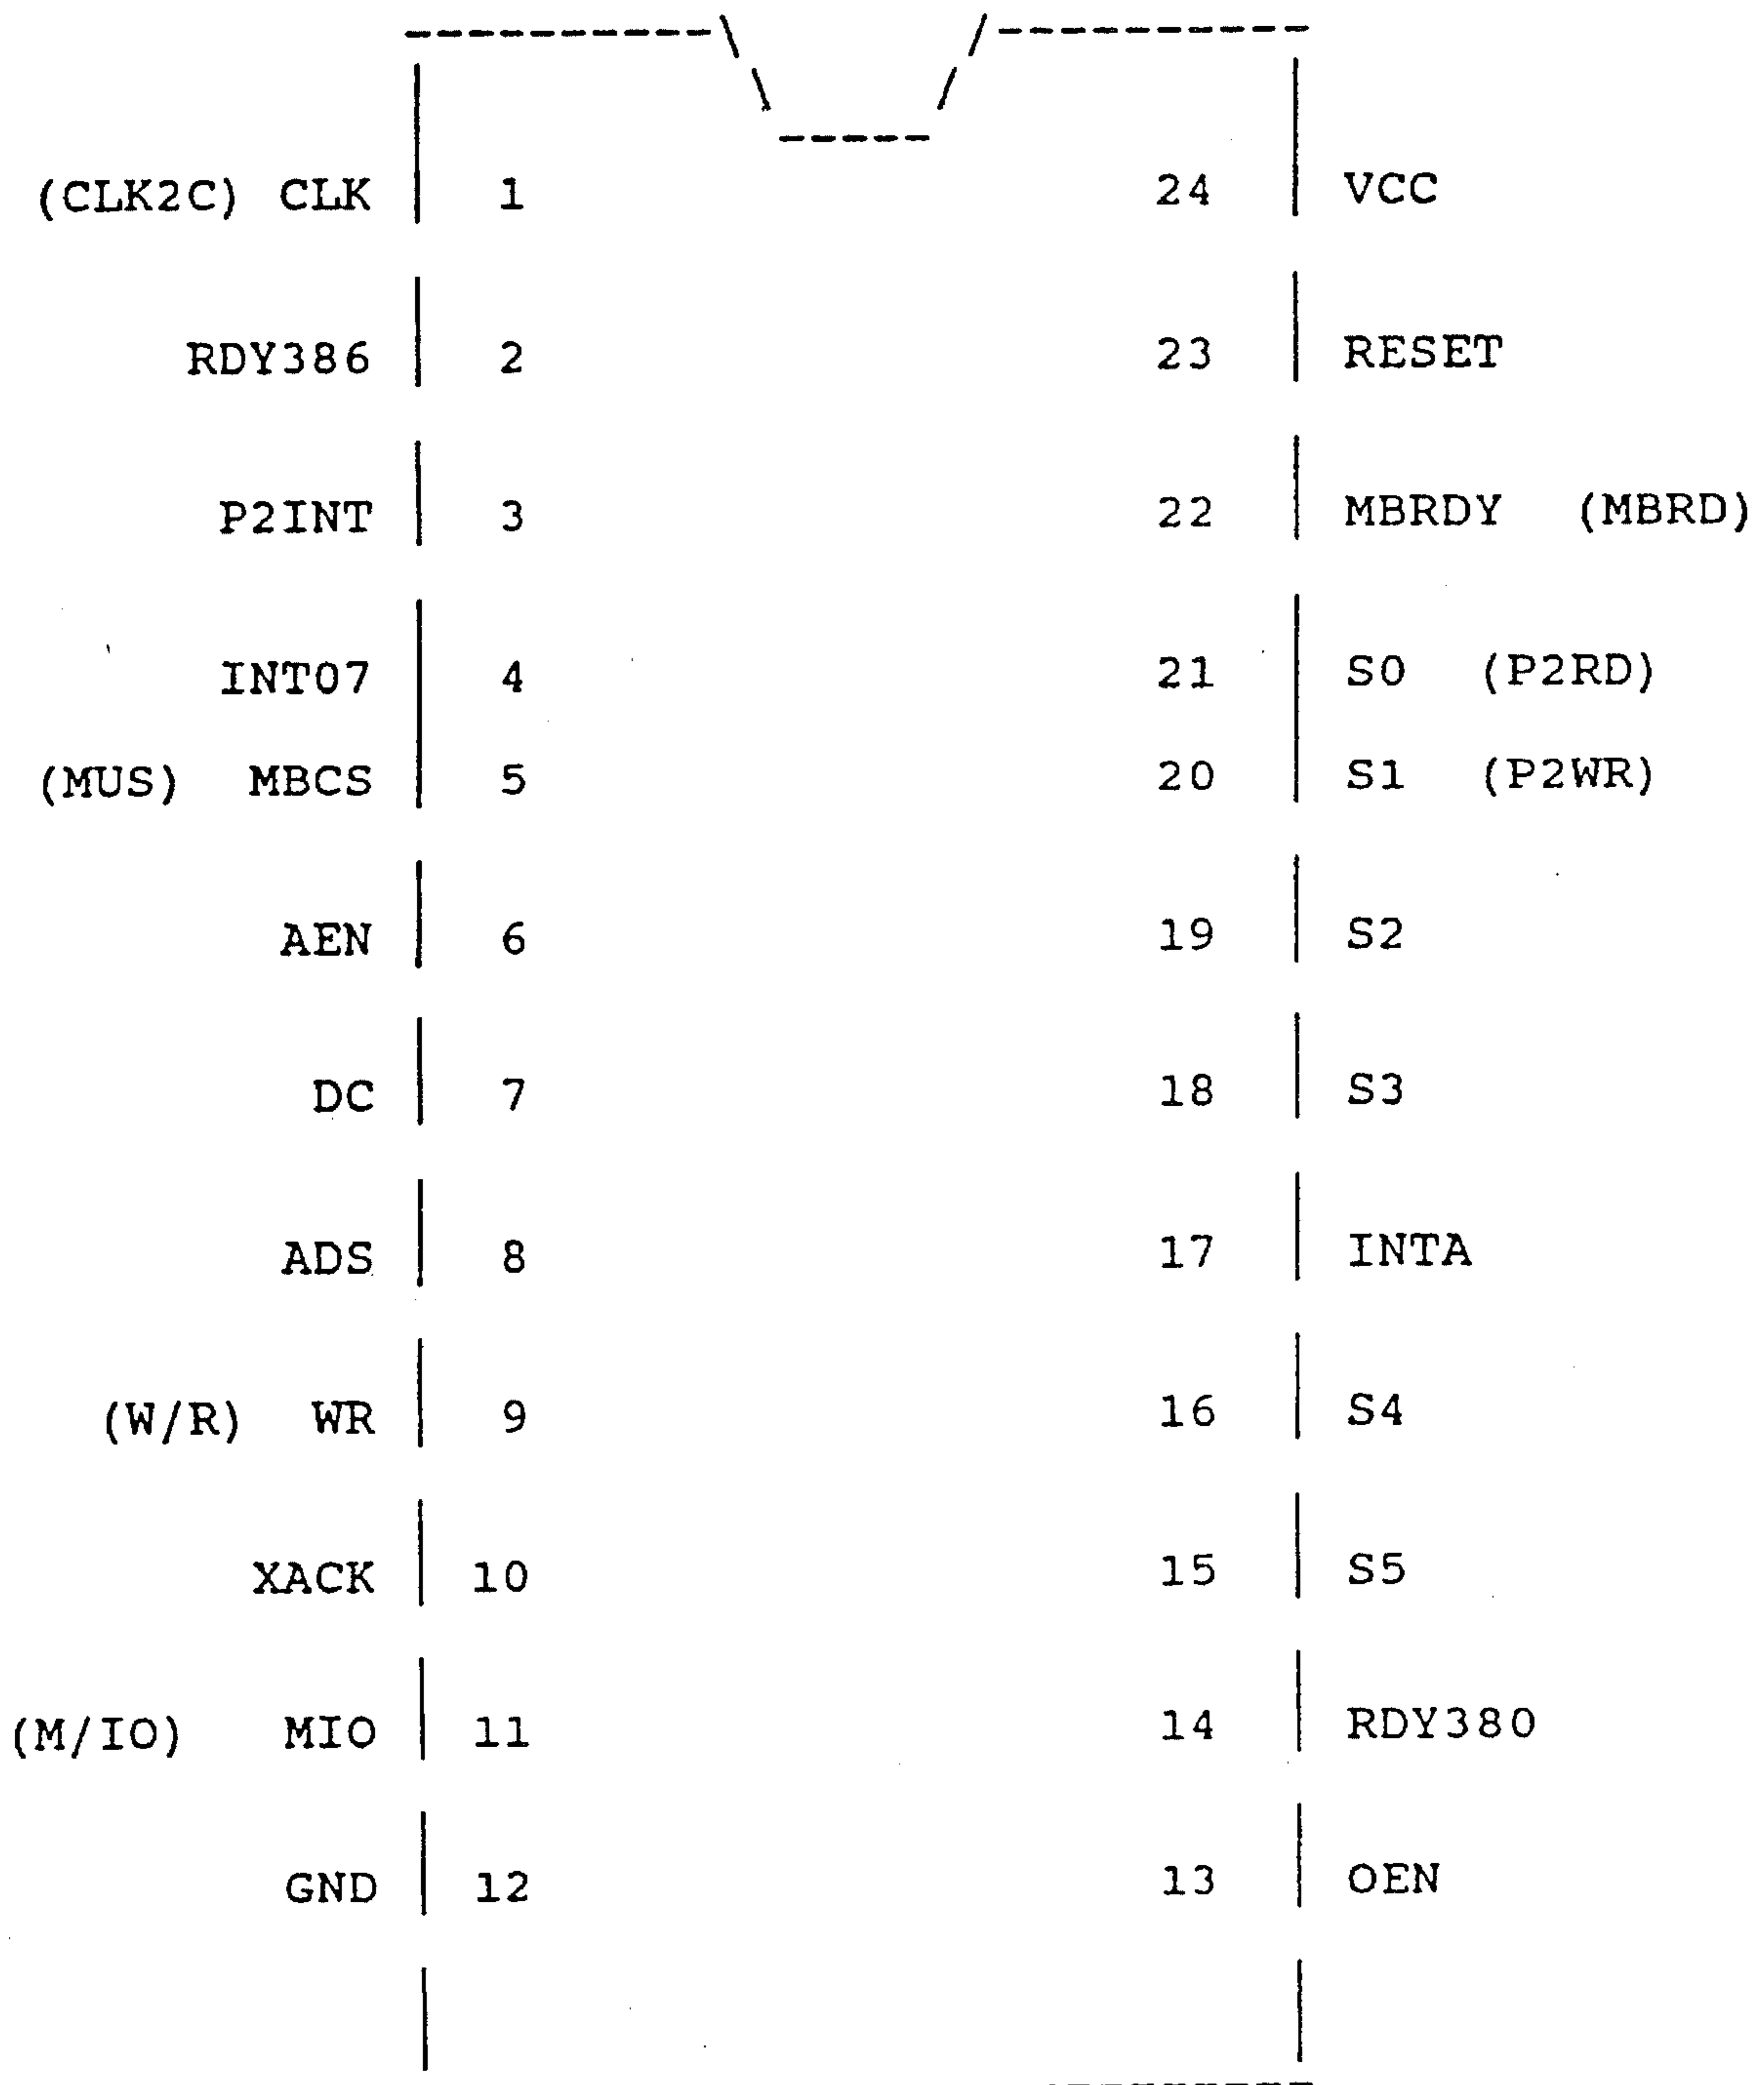 (CLK2C) CLK 1 24 VCC
RDY386 2 23 RESET
P2INT 3 22 MBRDY (MBRD)
INT07 4 21 S0 (P2RD)
(MUS) MBCS 5 20 S1 (P2WR)
AEN 6 19 S2
DC 7 18 S3
ADS 8 17 INTA
(W/R) WR 9 16 S4
XACK 10 15 S5
(M/IO) MIO 11 14 RDY380
GND 12 13 OEN